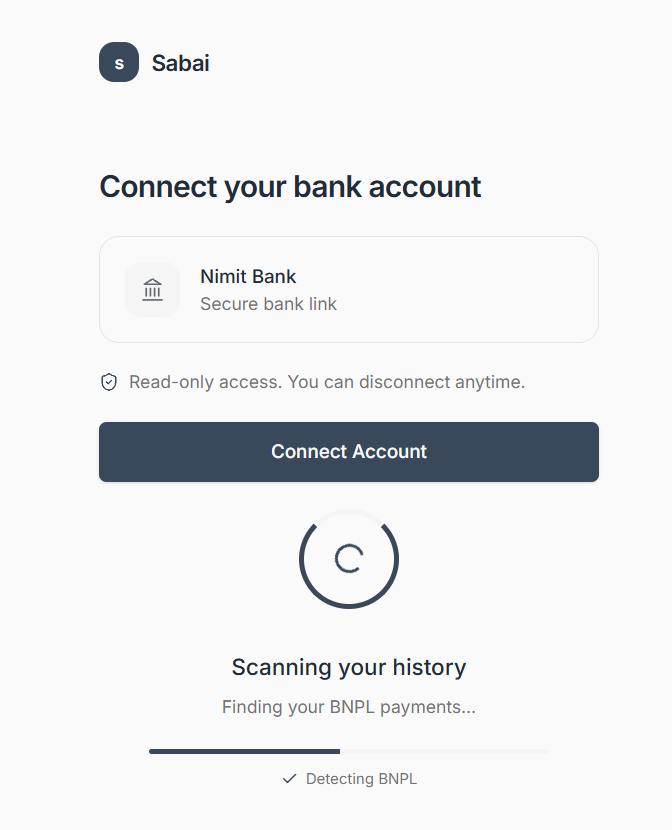 s
Sabai
Connect your bank account
Nimit Bank
Secure bank link
Read-only access. You can disconnect anytime.
Connect Account
Scanning your history
Finding your BNPL payments...
Detecting BNPL